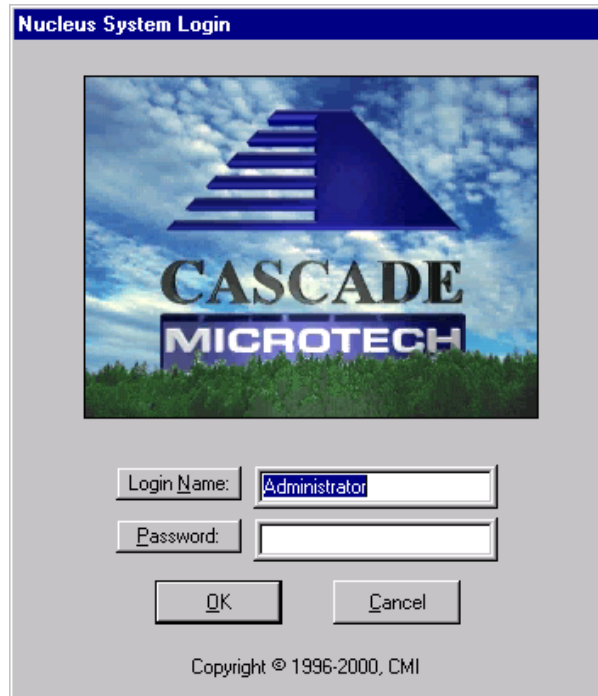 Nucleus System Login
CASCADE
MICROTECH
Login Name: Administrator
Password:
OK Cancel
Copyright © 1996-2000, CMI